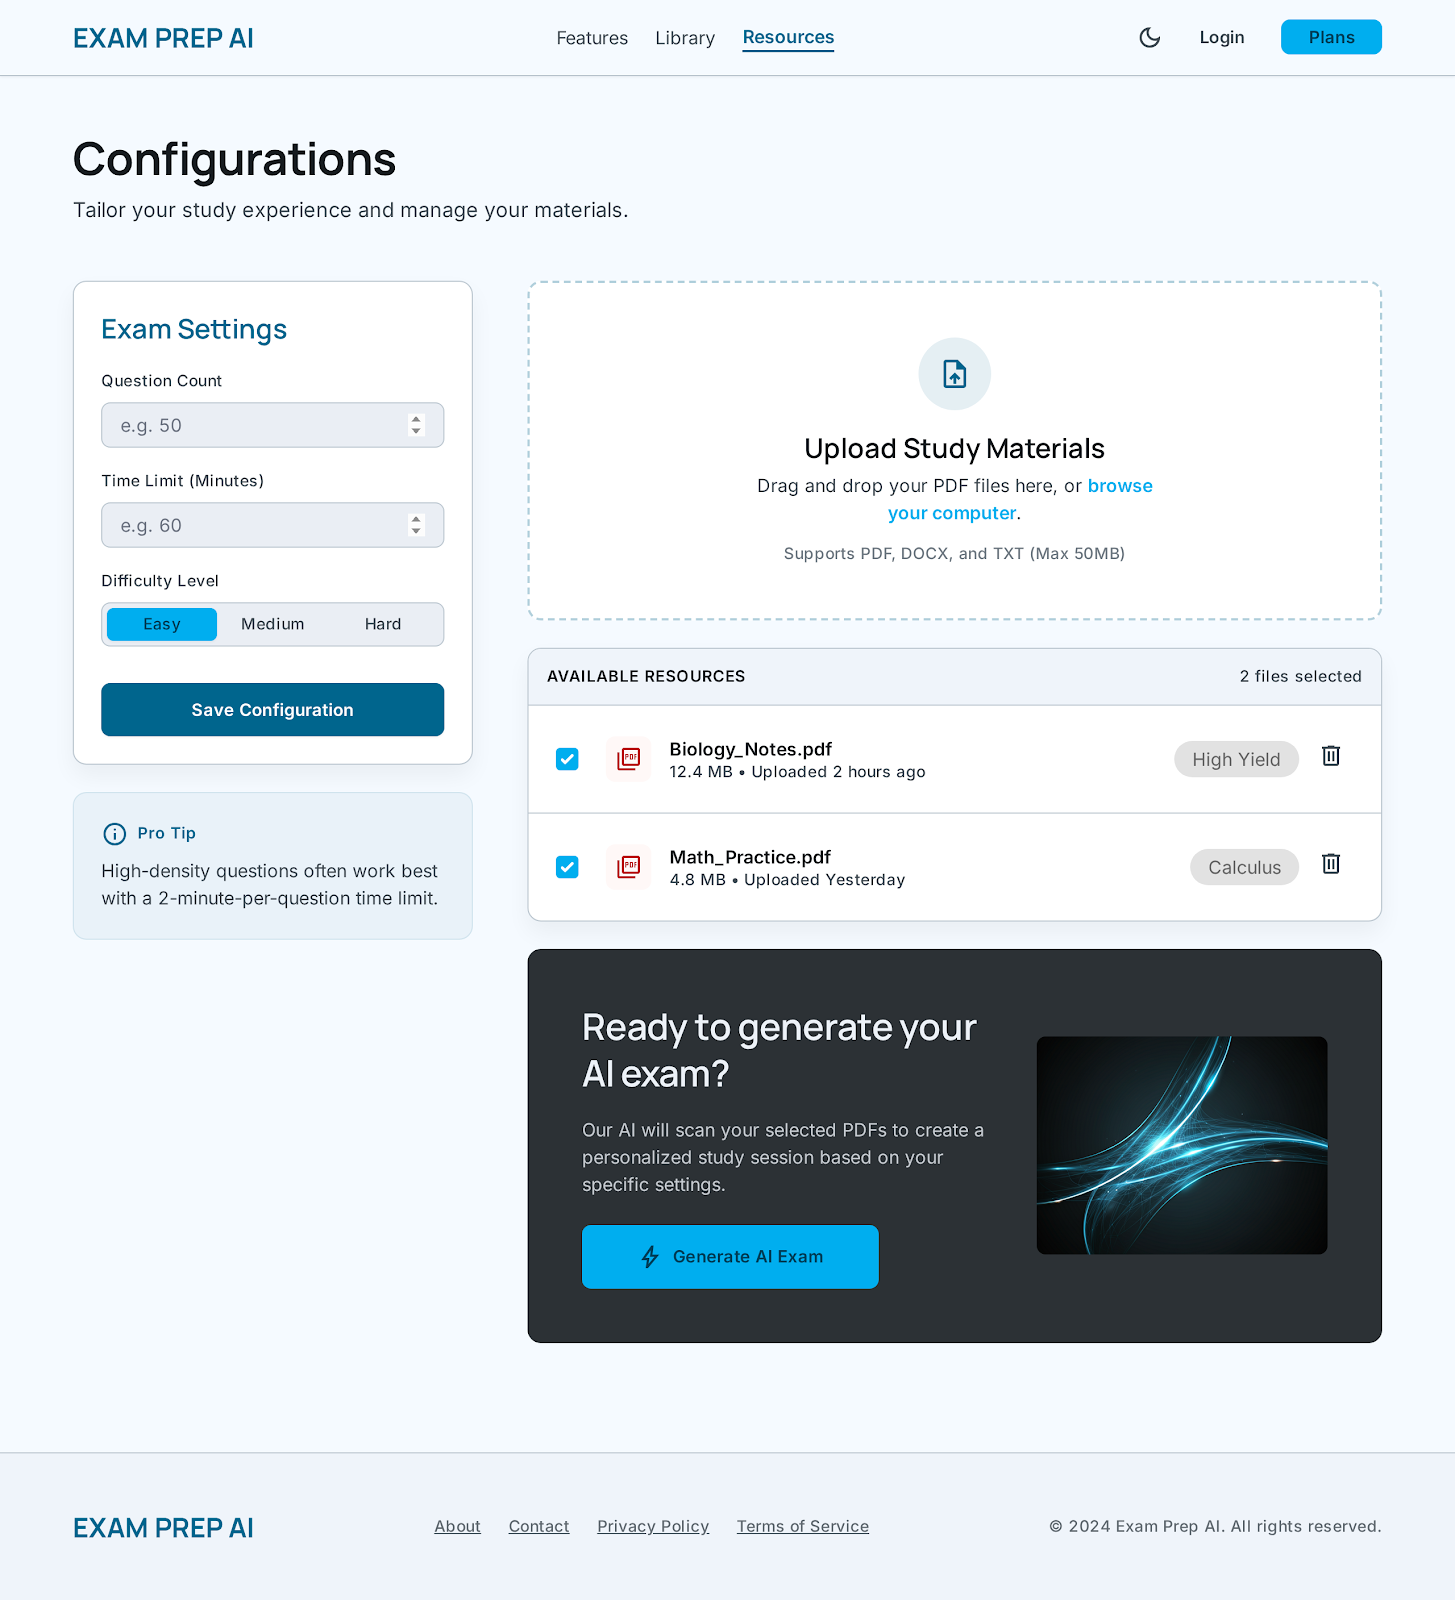 EXAM PREP AI
Features
Library
Resources
Login
Plans
Configurations
Tailor your study experience and manage your materials.
Exam Settings
Question Count
e.g. 50
Time Limit (Minutes)
e.g. 60
Difficulty Level
Easy
Medium
Hard
Save Configuration
Pro Tip
High-density questions often work best
with a 2-minute-per-question time limit.
Upload Study Materials
Drag and drop your PDF files here, or browse
your computer.
Supports PDF, DOCX, and TXT (Max 50MB)
AVAILABLE RESOURCES
2 files selected
PDF
Biology_Notes.pdf
12.4 MB • Uploaded 2 hours ago
High Yield
PDF
Math_Practice.pdf
4.8 MB • Uploaded Yesterday
Calculus
Ready to generate your
AI exam?
Our AI will scan your selected PDFs to create a
personalized study session based on your
specific settings.
Generate AI Exam
EXAM PREP AI
About
Contact
Privacy Policy
Terms of Service
© 2024 Exam Prep AI. All rights reserved.